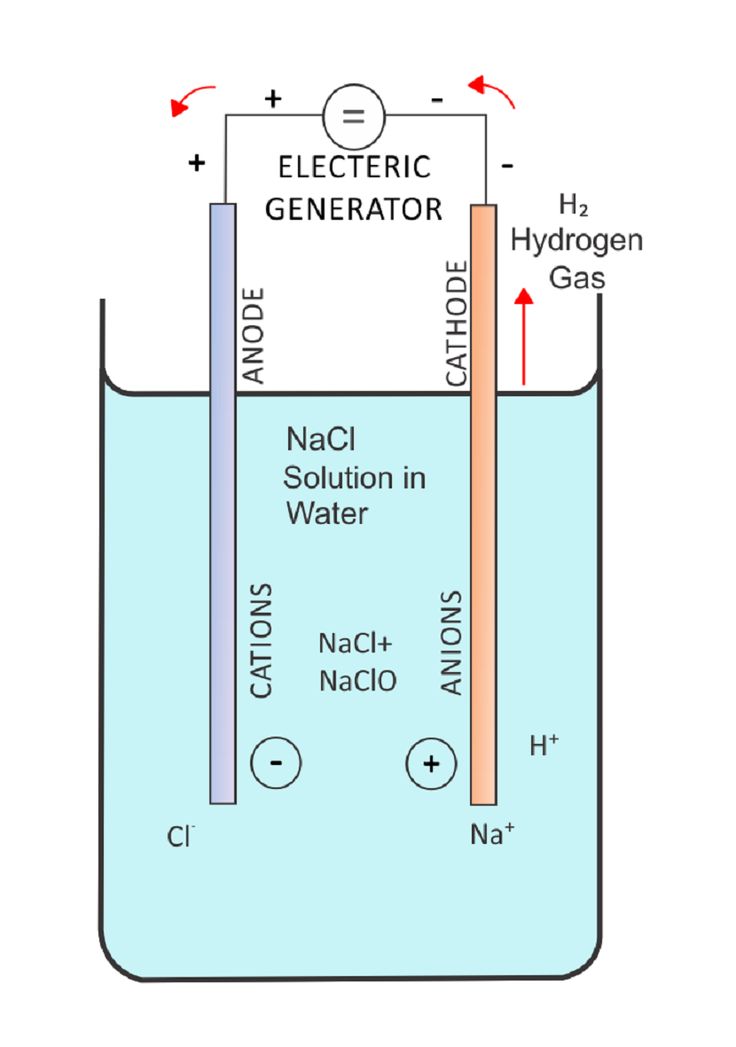 + = -
+ -
ELECTERIC
GENERATOR
H₂
Hydrogen
Gas
ANODE
CATHODE
NaCl
Solution in
Water
CATIONS
ANIONS
NaCl+
NaClO
- +
H⁺
Cl⁻
Na⁺